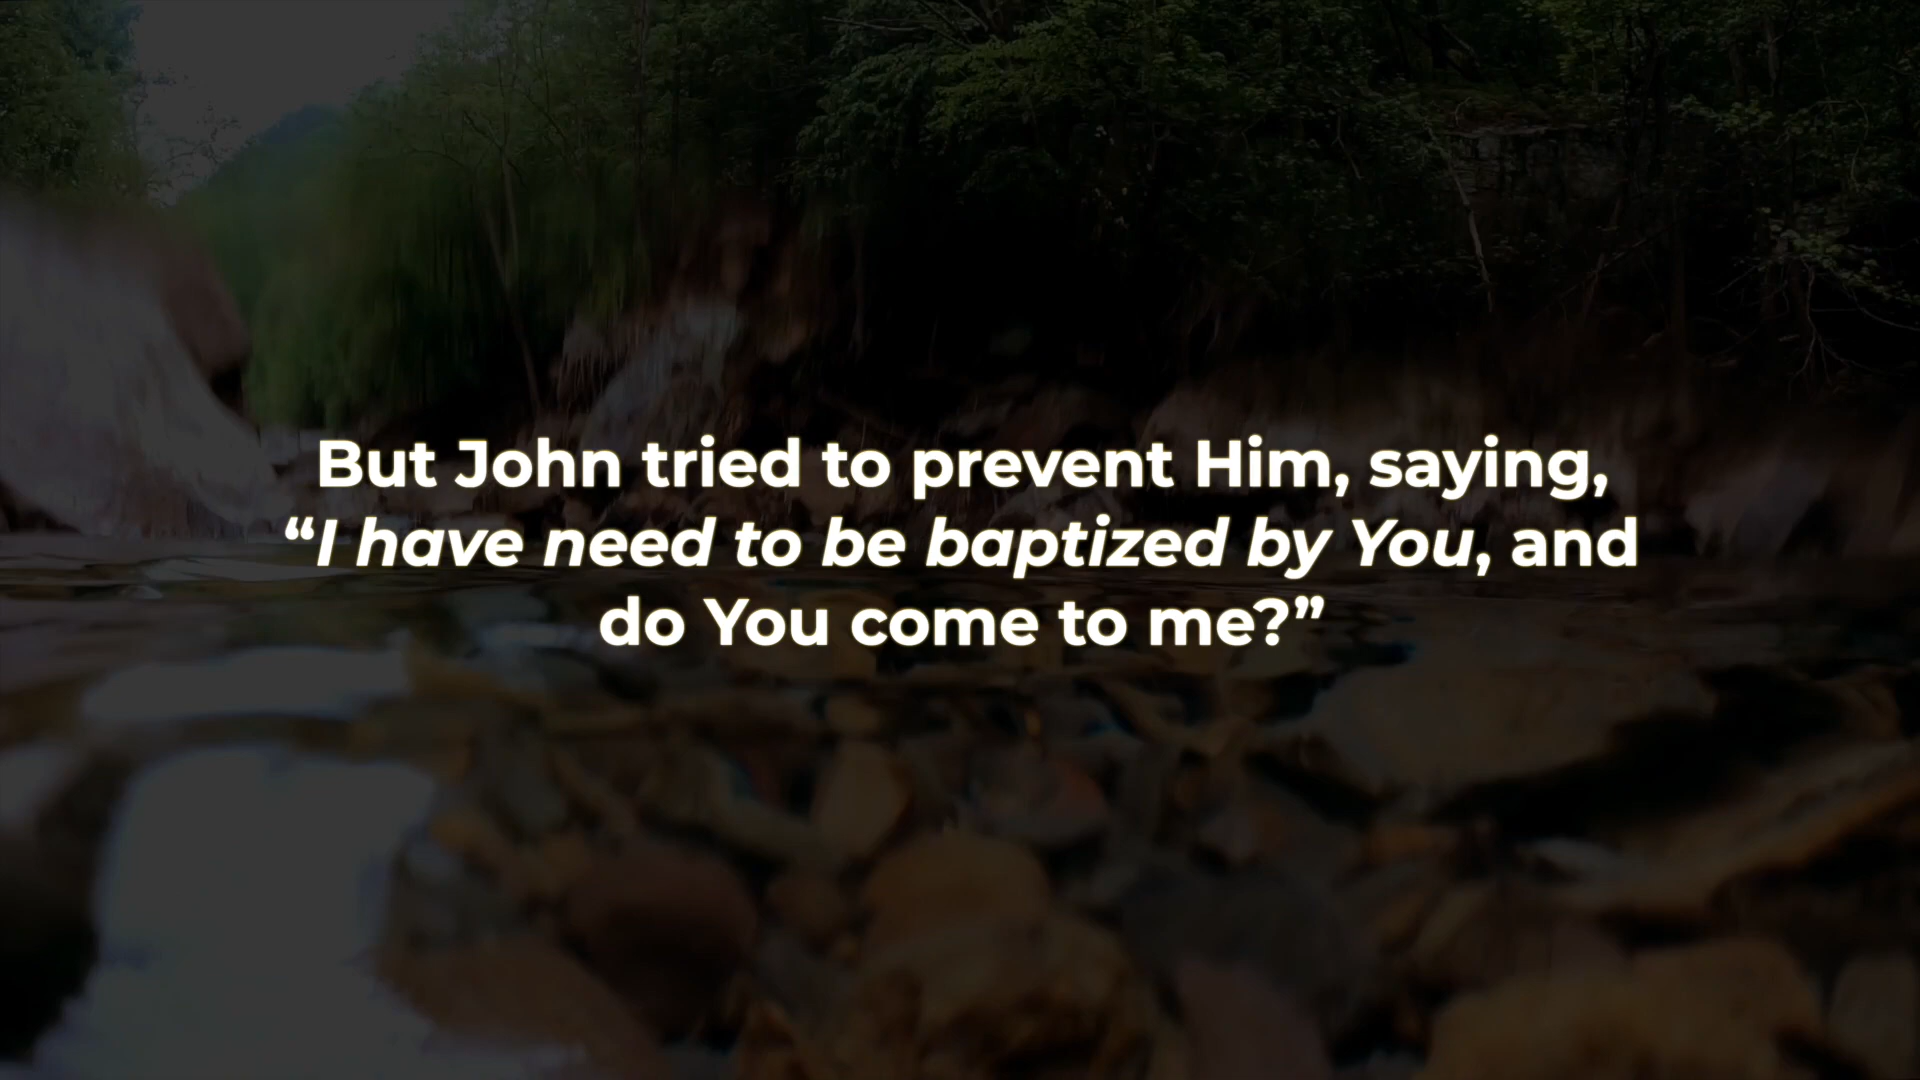 But John tried to prevent Him, saying,
“I have need to be baptized by You, and
do You come to me?”